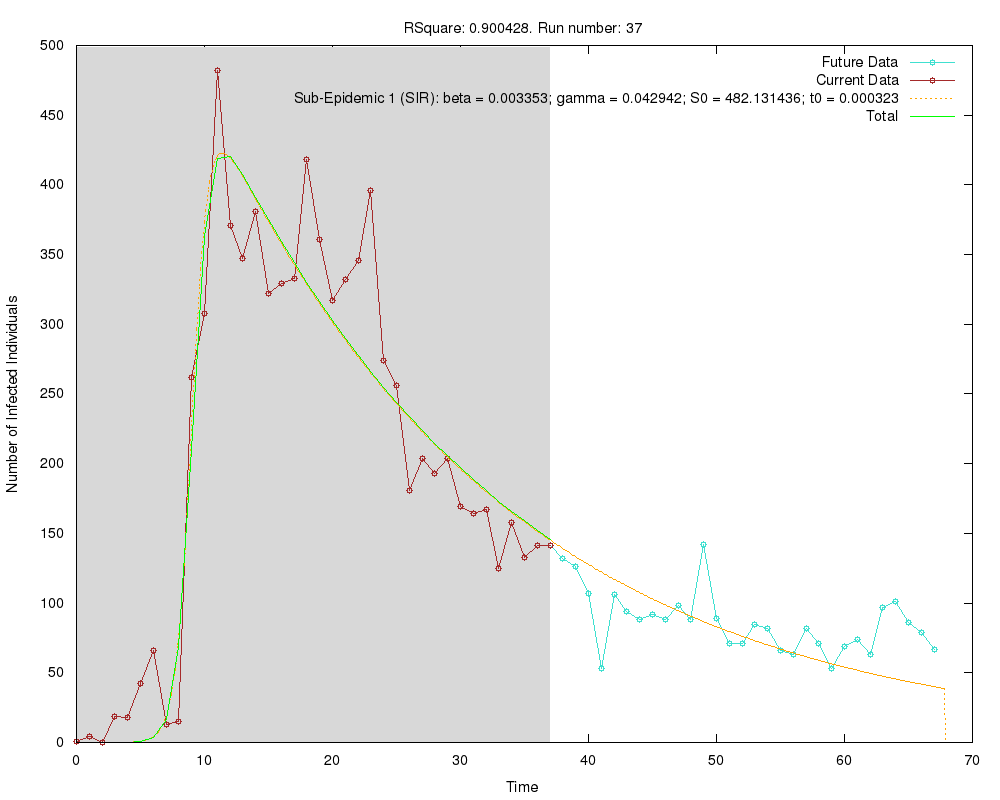 RSquare: 0.900428. Run number: 37
Future Data
Current Data
Sub-Epidemic 1 (SIR): beta = 0.003353; gamma = 0.042942; S0 = 482.131436; t0 = 0.000323
Total
500
450
400
350
300
250
200
150
100
50
0
Number of Infected Individuals
0 10 20 30 40 50 60 70
Time